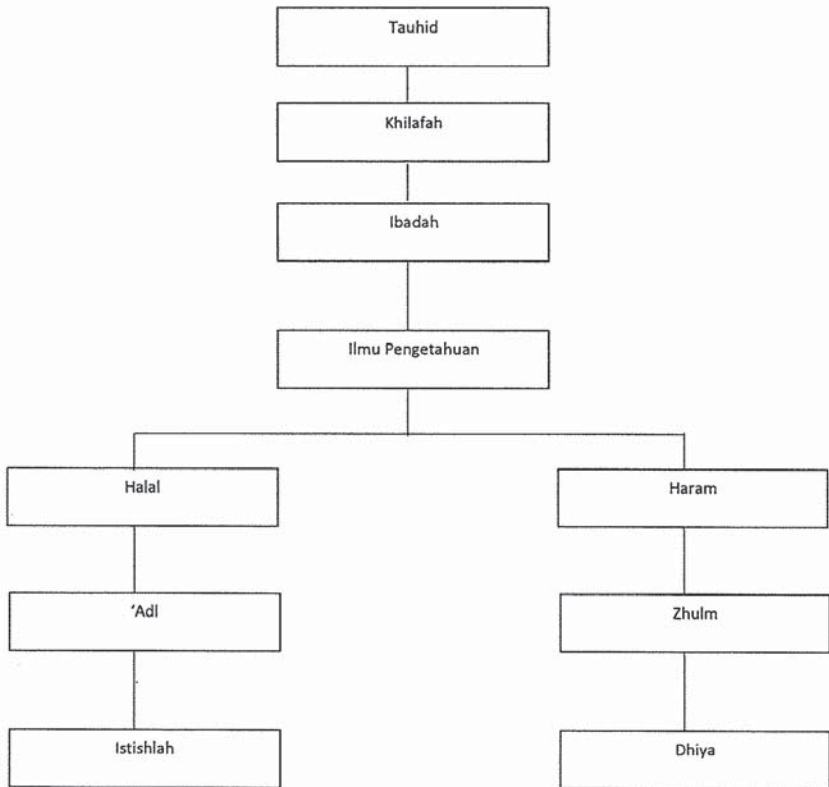 Tauhid
Khilafah
Ibadah
Ilmu Pengetahuan
Halal
Haram
‘Adl
Zhulm
Istishlah
Dhiya